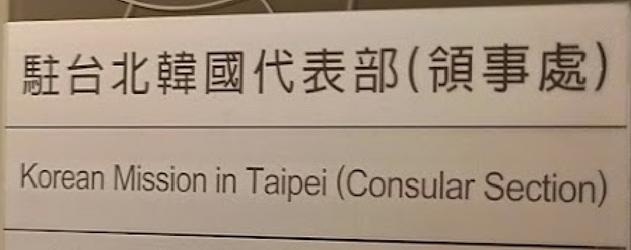 駐台北韓國代表部(領事處)
Korean Mission in Taipei (Consular Section)